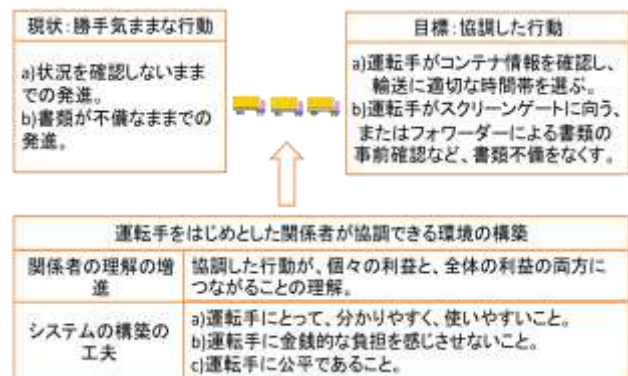 現状：勝手気ままな行動
a)状況を確認しないまま
での発進。
b)書類が不備なままでの
発進。
目標：協調した行動
a)運転手がコンテナ情報を確認し、
輸送に適切な時間帯を選ぶ。
b)運転手がスクリーンゲートに向う、
またはフォワーダーによる書類の
事前確認など、書類不備をなくす。
運転手をはじめとした関係者が協調できる環境の構築
関係者の理解の増
進
協調した行動が、個々の利益と、全体の利益の両方に
つながることの理解。
システムの構築の
工夫
a)運転手にとって、分かりやすく、使いやすいこと。
b)運転手に金銭的な負担を感じさせないこと。
c)運転手に公平であること。